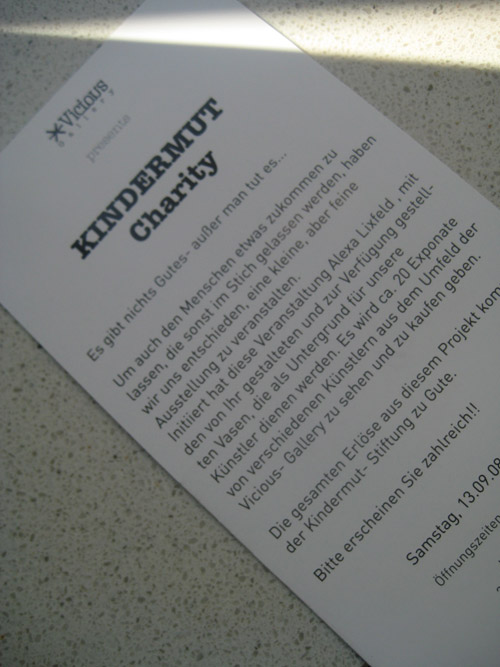 Vicious
Gallery
presente
KINDERMUT
Charity
Es gibt nichts Gutes- außer man tut es...
Um auch den Menschen etwas zukommen zu
lassen, die sonst im Stich gelassen werden, haben
wir uns entschieden, eine kleine, aber feine
Ausstellung zu veranstalten.
Initiiert hat diese Veranstaltung Alexa Lixfeld , mit
den von Ihr gestalteten und zur Verfügung gestell-
ten Vasen, die als Untergrund für unsere
Künstler dienen werden. Es wird ca. 20 Exponate
von verschiedenen Künstlern aus dem Umfeld der
Vicious- Gallery zu sehen und zu kaufen geben.
Die gesamten Erlöse aus diesem Projekt kom
der Kindermut- Stiftung zu Gute.
Bitte erscheinen Sie zahlreich!!
Samstag, 13.09.08
Öffnungszeiten